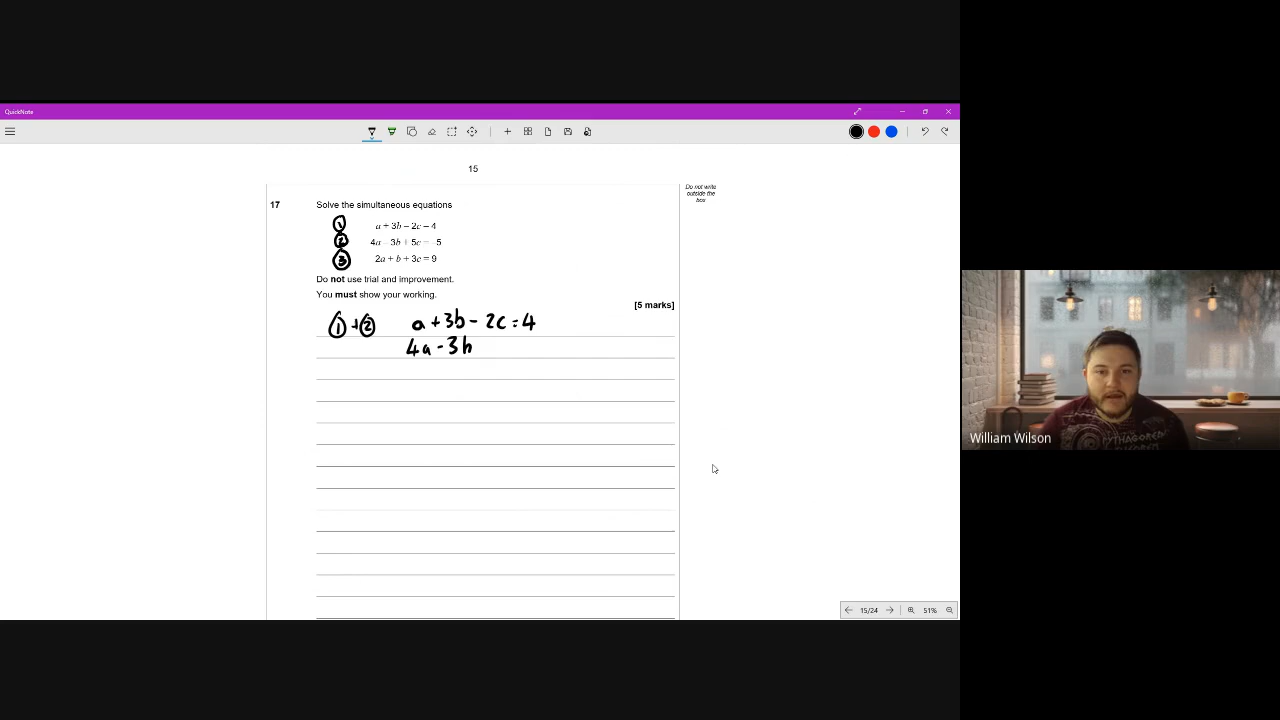 QuickNote
15
Do not write
outside the
box
17 Solve the simultaneous equations
① a + 3b – 2c = 4
② 4a – 3b + 5c = –5
③ 2a + b + 3c = 9
Do not use trial and improvement.
You must show your working.
[5 marks]
① + ② a + 3b - 2c = 4
4a - 3b
William Wilson
15/24 51%